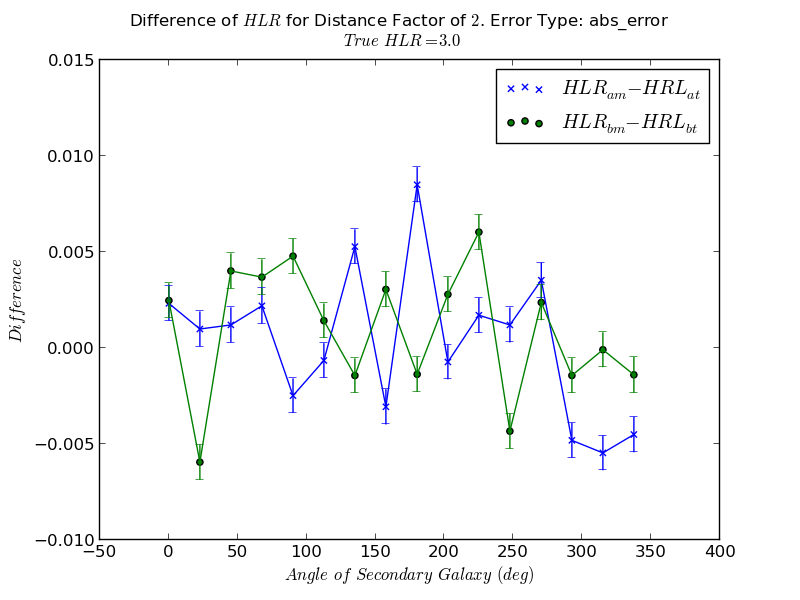 Difference of HLR for Distance Factor of 2. Error Type: abs_error
True HLR=3.0
0.015
HLR_am−HRL_at
HLR_bm−HRL_bt
0.010
0.005
0.000
−0.005
−0.010
Difference
−50 0 50 100 150 200 250 300 350 400
Angle of Secondary Galaxy (deg)